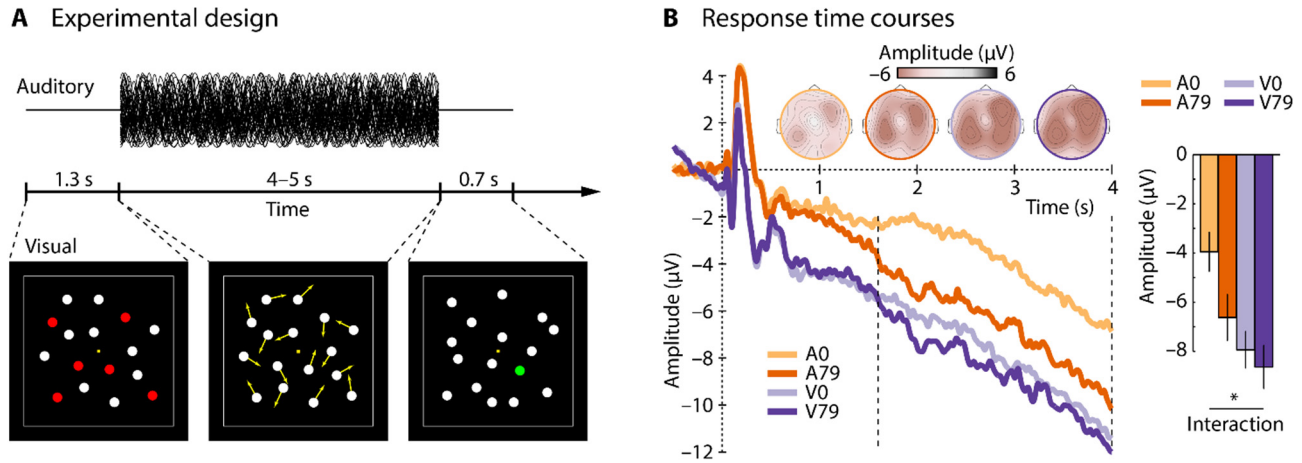 A Experimental design
Auditory
1.3 s 4–5 s 0.7 s
Time
Visual
B Response time courses
Amplitude (µV)
−6 6
A0 V0
A79 V79
4
2
1 2 3 4
Time (s)
−2
−4
−6
−8
−10
−12
Amplitude (µV)
A0
A79
V0
V79
0
−2
−4
−6
−8
Amplitude (µV)
*
Interaction